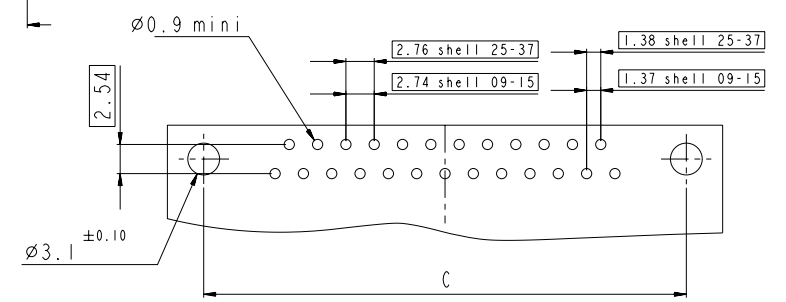 Ø0.9 mini
2.76 shell 25-37
1.38 shell 25-37
2.74 shell 09-15
1.37 shell 09-15
2.54
±0.10
Ø3.1
C